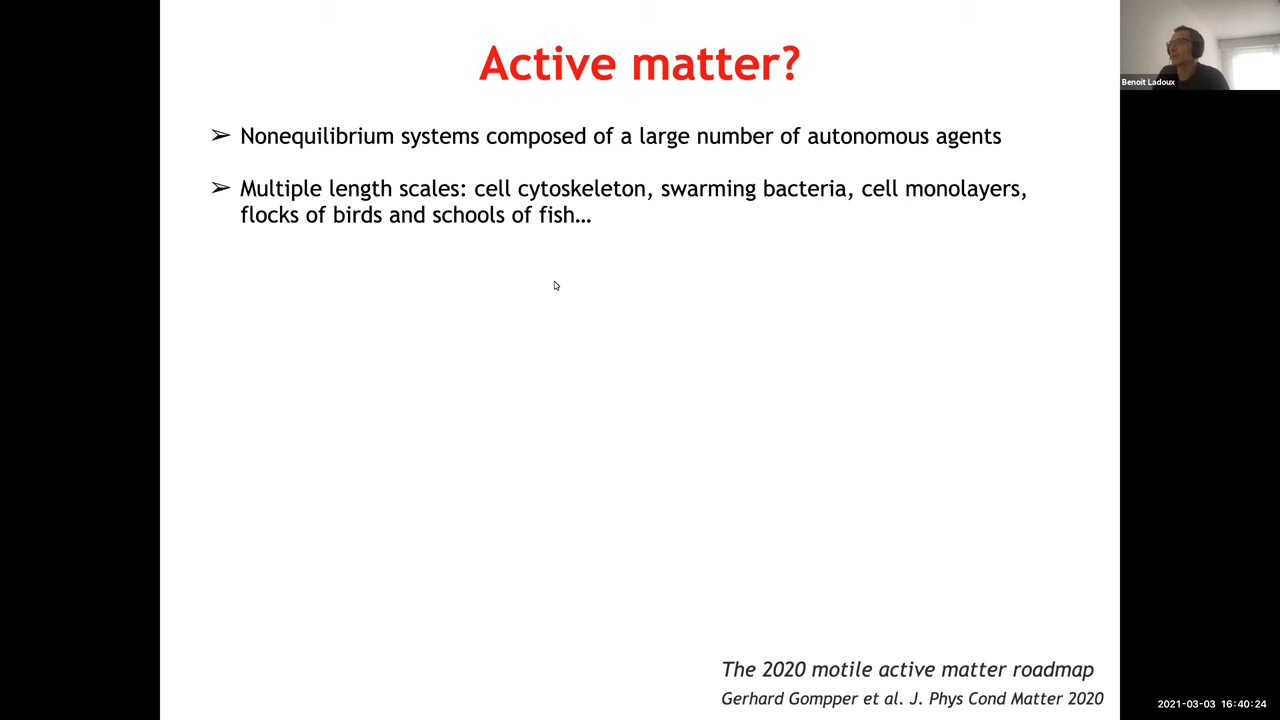 Active matter?
➢ Nonequilibrium systems composed of a large number of autonomous agents
➢ Multiple length scales: cell cytoskeleton, swarming bacteria, cell monolayers,
flocks of birds and schools of fish…
The 2020 motile active matter roadmap
Gerhard Gompper et al. J. Phys Cond Matter 2020
Benoit Ladoux
2021-03-03 16:40:24